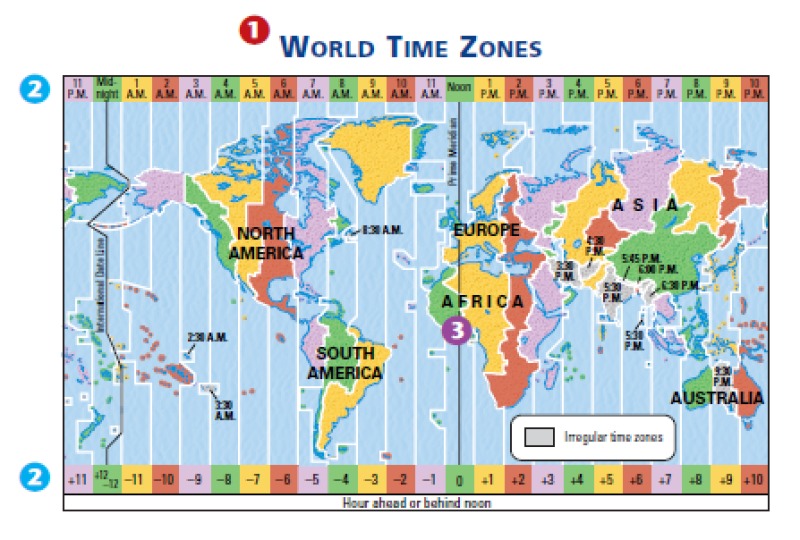 1
WORLD TIME ZONES
2
11 P.M. Mid-night 1 A.M. 2 A.M. 3 A.M. 4 A.M. 5 A.M. 6 A.M. 7 A.M. 8 A.M. 9 A.M. 10 A.M. 11 A.M. Noon 1 P.M. 2 P.M. 3 P.M. 4 P.M. 5 P.M. 6 P.M. 7 P.M. 8 P.M. 9 P.M. 10 P.M.
Prime Meridian
International Date Line
NORTH
AMERICA
8:30 A.M.
EUROPE
ASIA
4:30
P.M.
3:30
P.M.
5:45 P.M.
6:00 P.M.
6:30 P.M.
5:30
P.M.
5:30
P.M.
AFRICA
3
2:30 A.M.
3:30
A.M.
SOUTH
AMERICA
9:30
P.M.
AUSTRALIA
Irregular time zones
2
+11 +12 −12 −11 −10 −9 −8 −7 −6 −5 −4 −3 −2 −1 0 +1 +2 +3 +4 +5 +6 +7 +8 +9 +10
Hour ahead or behind noon